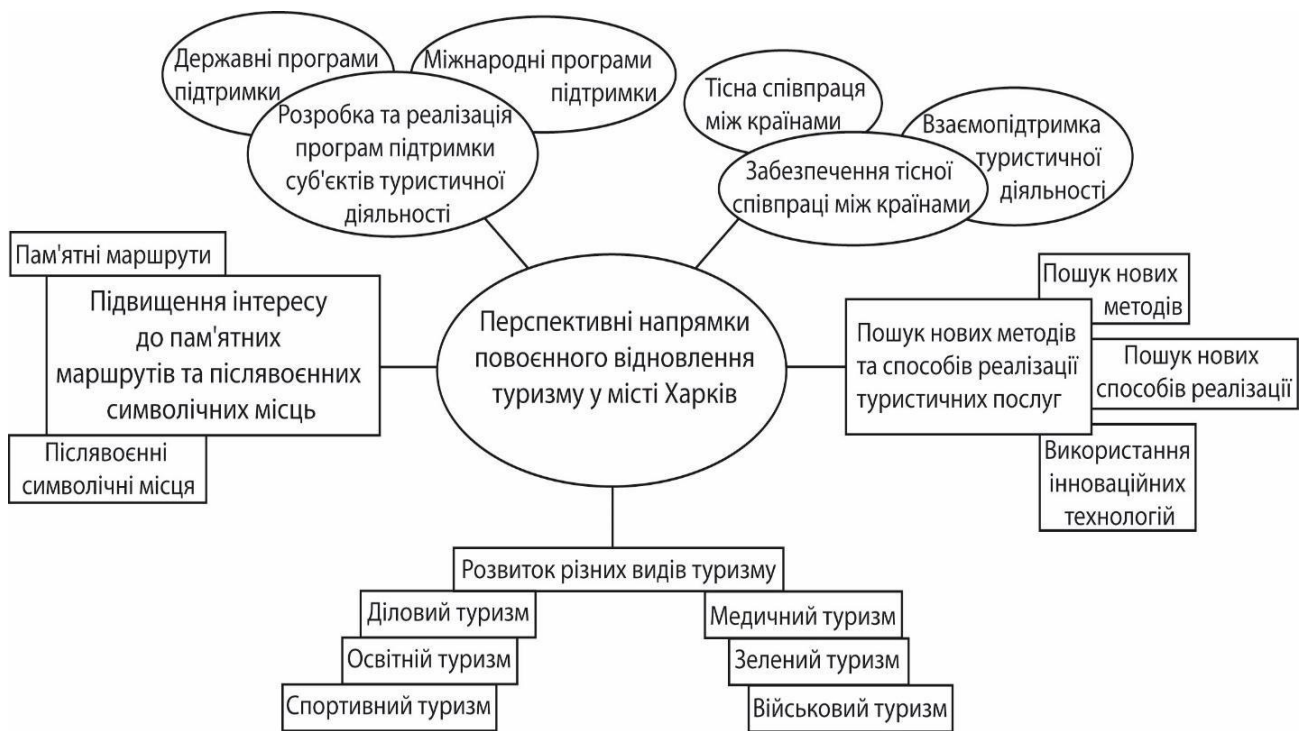 Державні програми
підтримки
Міжнародні програми
підтримки
Розробка та реалізація
програм підтримки
суб'єктів туристичної
діяльності
Тісна співпраця
між країнами
Взаємопідтримка
туристичної
діяльності
Забезпечення тісної
співпраці між країнами
Пам'ятні маршрути
Підвищення інтересу
до пам'ятних
маршрутів та післявоєнних
символічних місць
Післявоєнні
символічні місця
Перспективні напрямки
повоєнного відновлення
туризму у місті Харків
Пошук нових
методів
Пошук нових методів
та способів реалізації
туристичних послуг
Пошук нових
способів реалізації
Використання
інноваційних
технологій
Розвиток різних видів туризму
Діловий туризм
Медичний туризм
Освітній туризм
Зелений туризм
Спортивний туризм
Військовий туризм